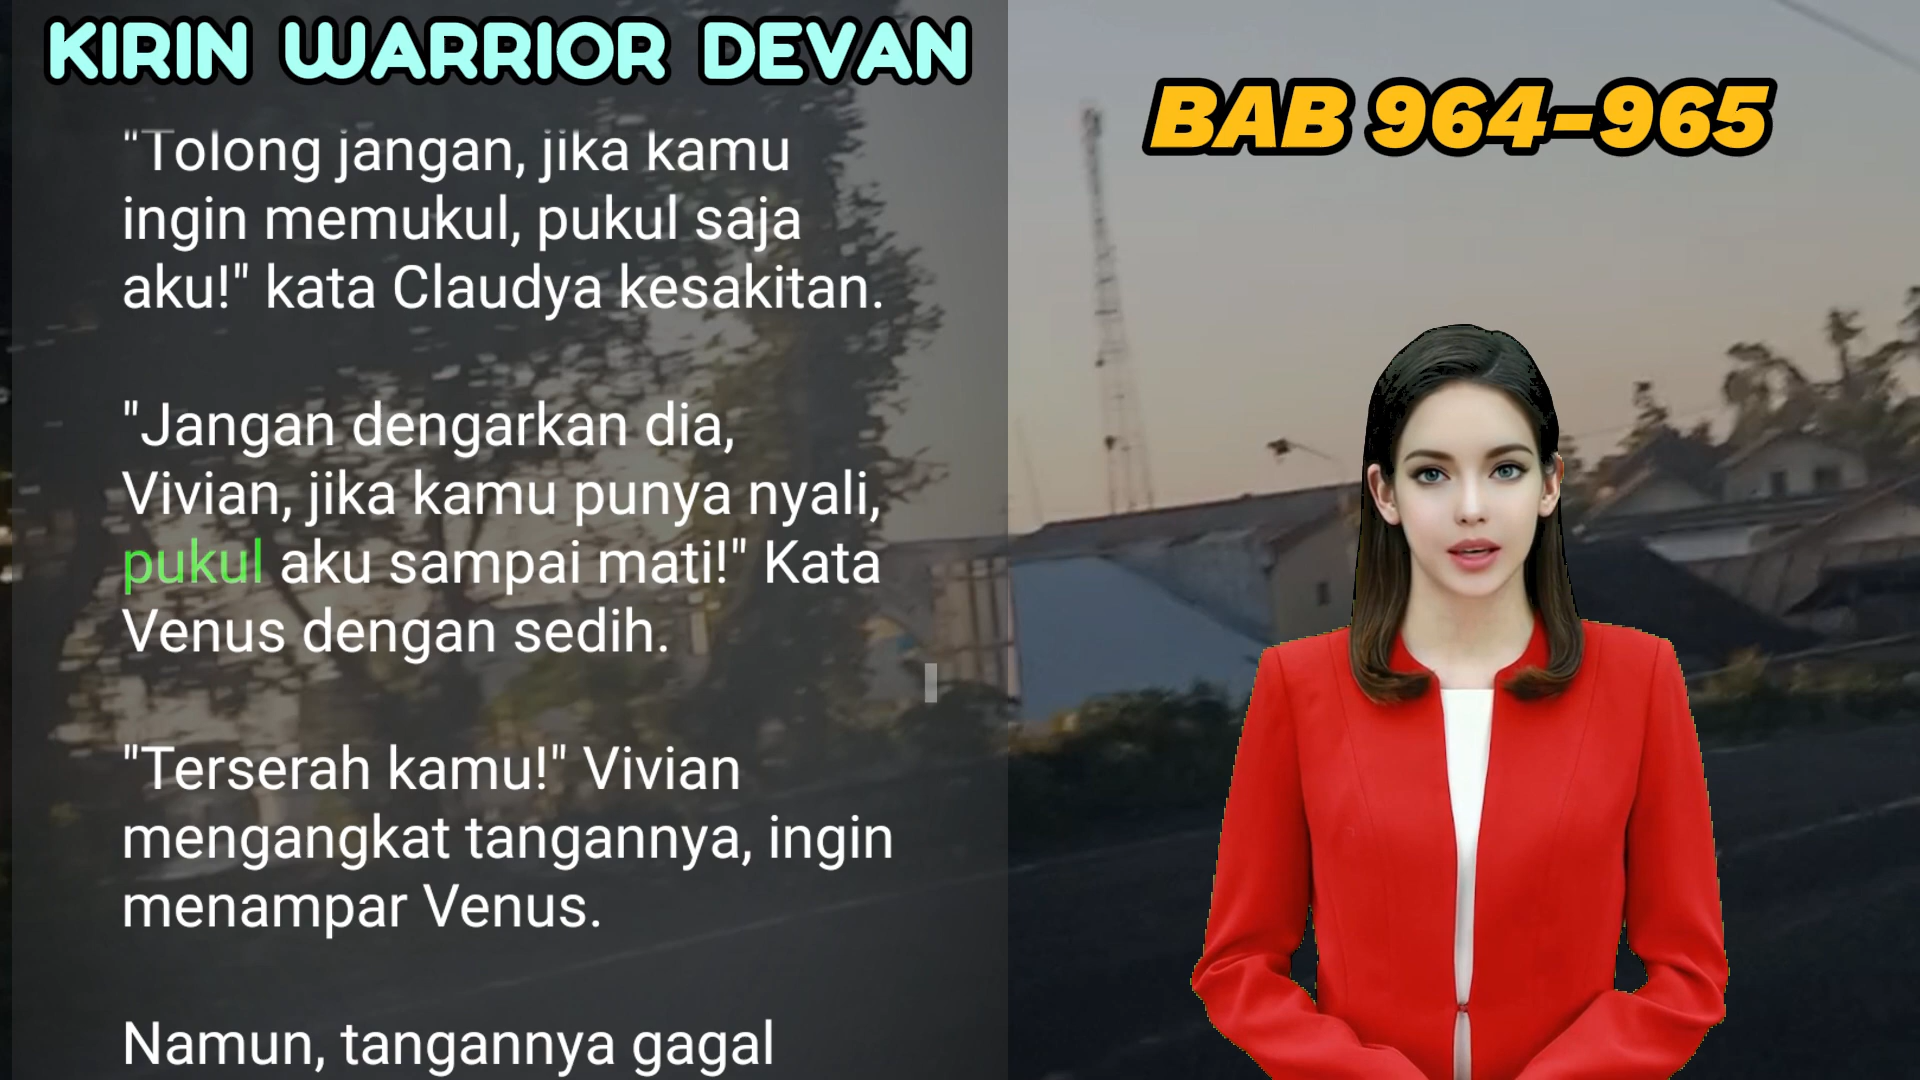 KIRIN WARRIOR DEVAN
"Tolong jangan, jika kamu
ingin memukul, pukul saja
aku!" kata Claudya kesakitan.
"Jangan dengarkan dia,
Vivian, jika kamu punya nyali,
pukul aku sampai mati!" Kata
Venus dengan sedih.
"Terserah kamu!" Vivian
mengangkat tangannya, ingin
menampar Venus.
Namun, tangannya gagal
BAB 964-965